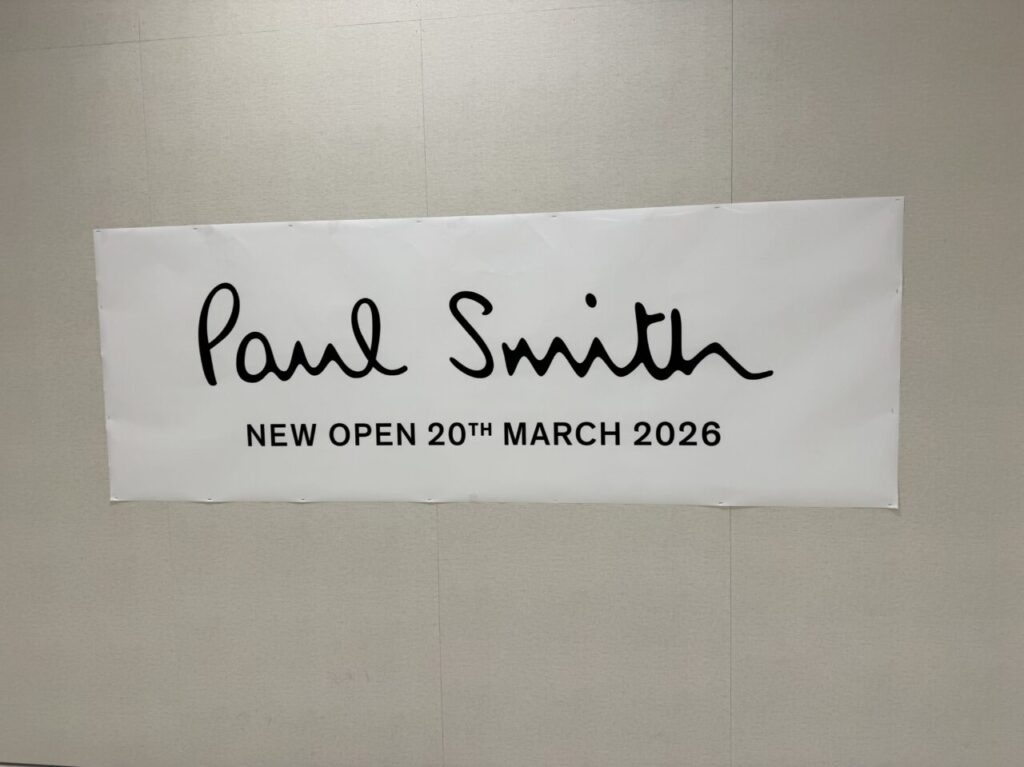 Paul Smith
NEW OPEN 20TH MARCH 2026